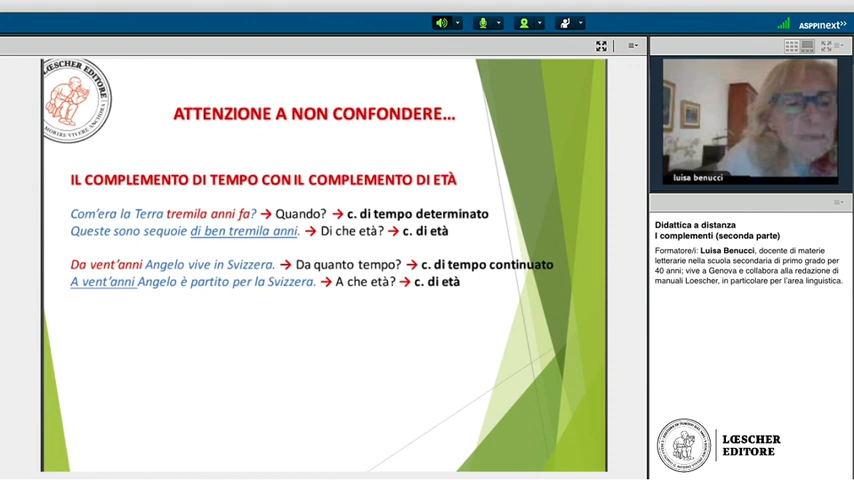 ASPPInext>>
LŒSCHER EDITORE
ATTENZIONE A NON CONFONDERE...
IL COMPLEMENTO DI TEMPO CON IL COMPLEMENTO DI ETÀ
Com'era la Terra tremila anni fa? → Quando? → c. di tempo determinato
Queste sono sequoie di ben tremila anni. → Di che età? → c. di età
Da vent'anni Angelo vive in Svizzera. → Da quanto tempo? → c. di tempo continuato
A vent'anni Angelo è partito per la Svizzera. → A che età? → c. di età
luisa benucci
Didattica a distanza
I complementi (seconda parte)
Formatore/i: Luisa Benucci, docente di materie
letterarie nella scuola secondaria di primo grado per
40 anni; vive a Genova e collabora alla redazione di
manuali Loescher, in particolare per l'area linguistica.
LŒSCHER
EDITORE